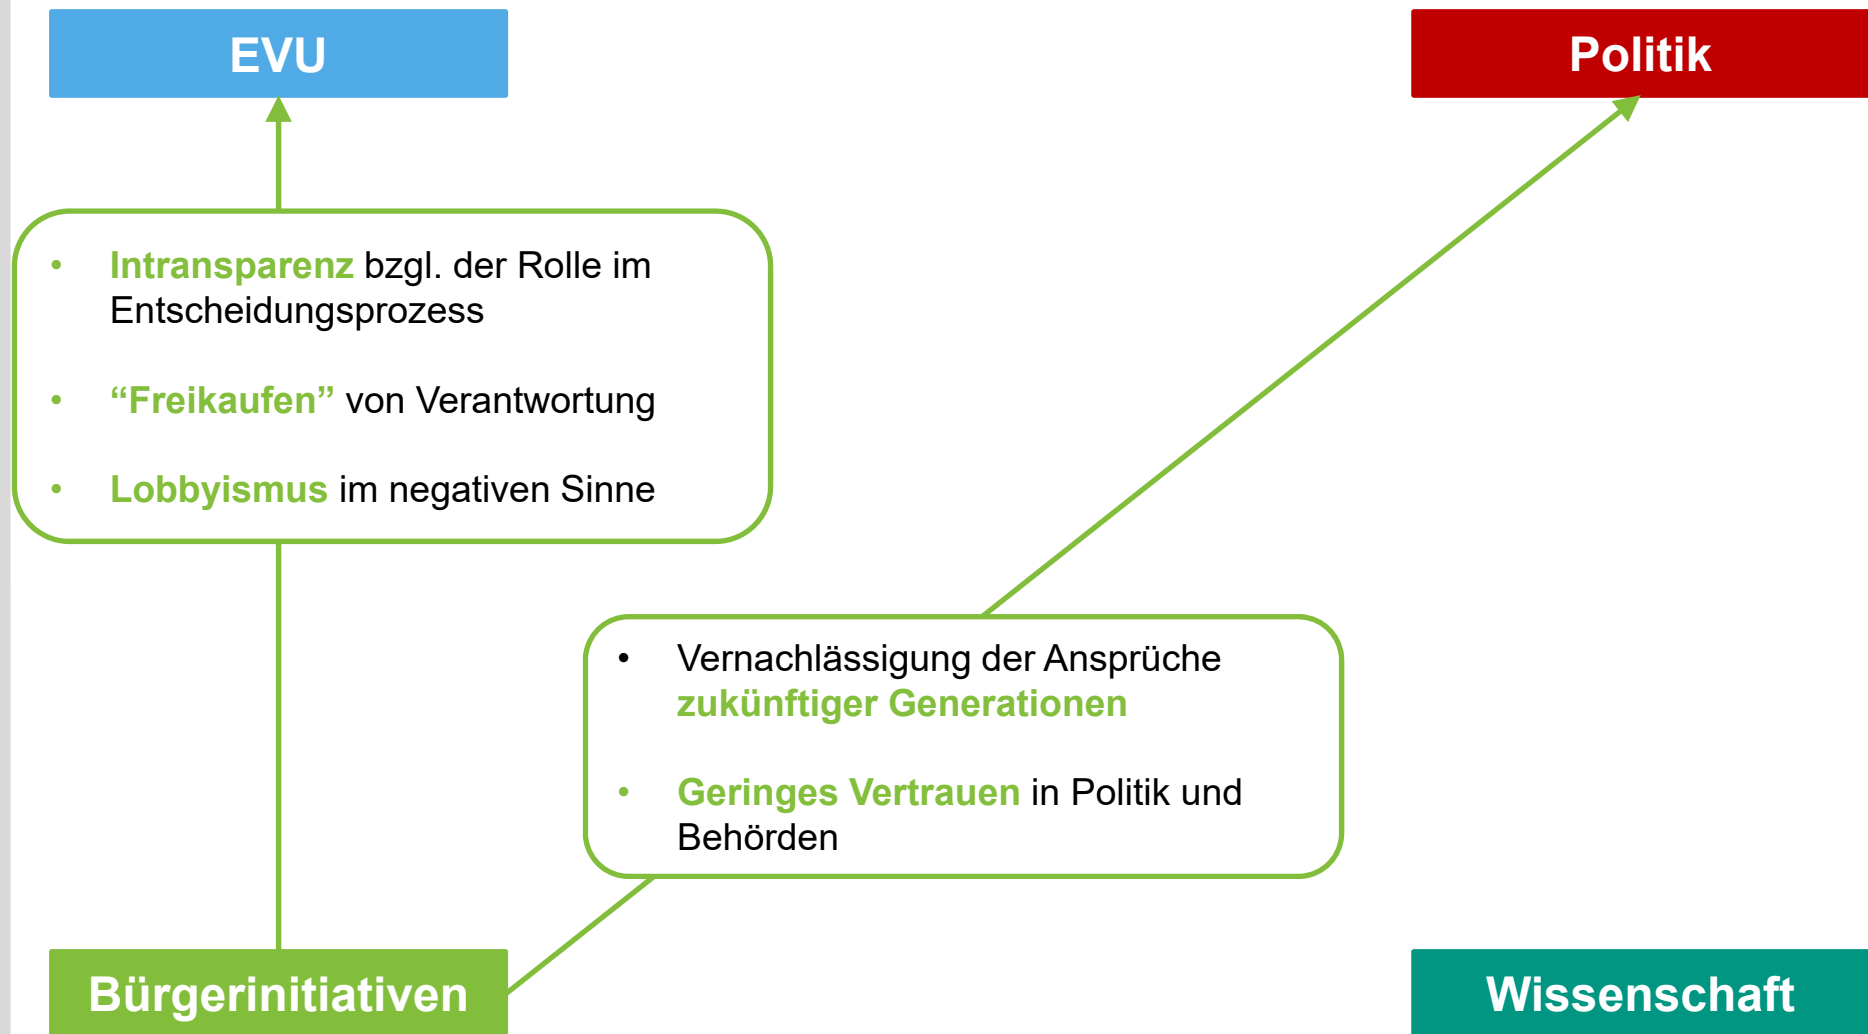 EVU
Politik
• Intransparenz bzgl. der Rolle im
Entscheidungsprozess
• “Freikaufen” von Verantwortung
• Lobbyismus im negativen Sinne
• Vernachlässigung der Ansprüche
zukünftiger Generationen
• Geringes Vertrauen in Politik und
Behörden
Bürgerinitiativen
Wissenschaft